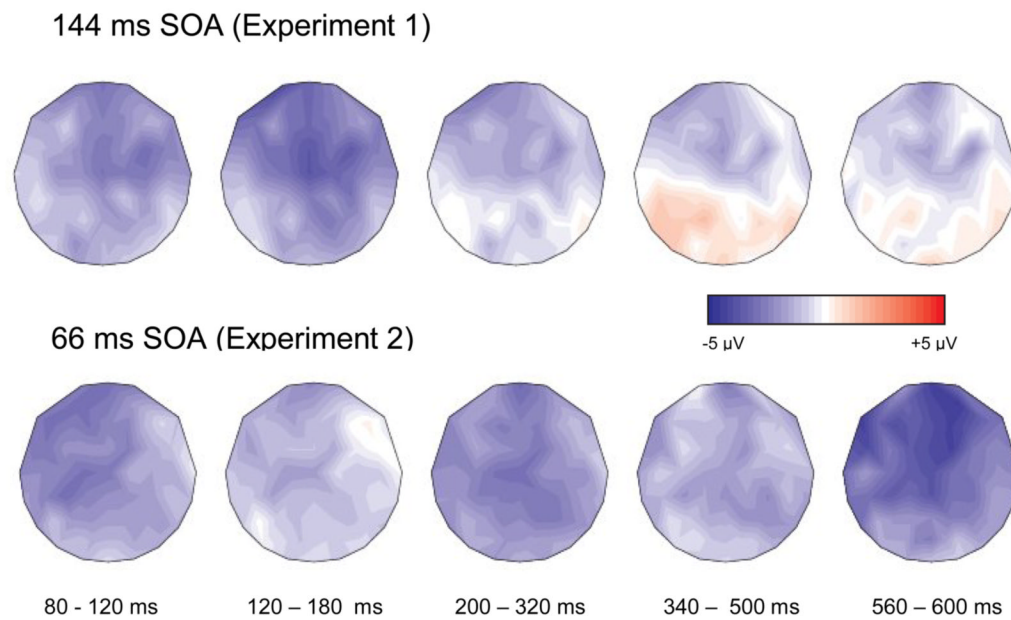 144 ms SOA (Experiment 1)
-5 µV +5 µV
66 ms SOA (Experiment 2)
80 - 120 ms 120 – 180 ms 200 – 320 ms 340 – 500 ms 560 – 600 ms